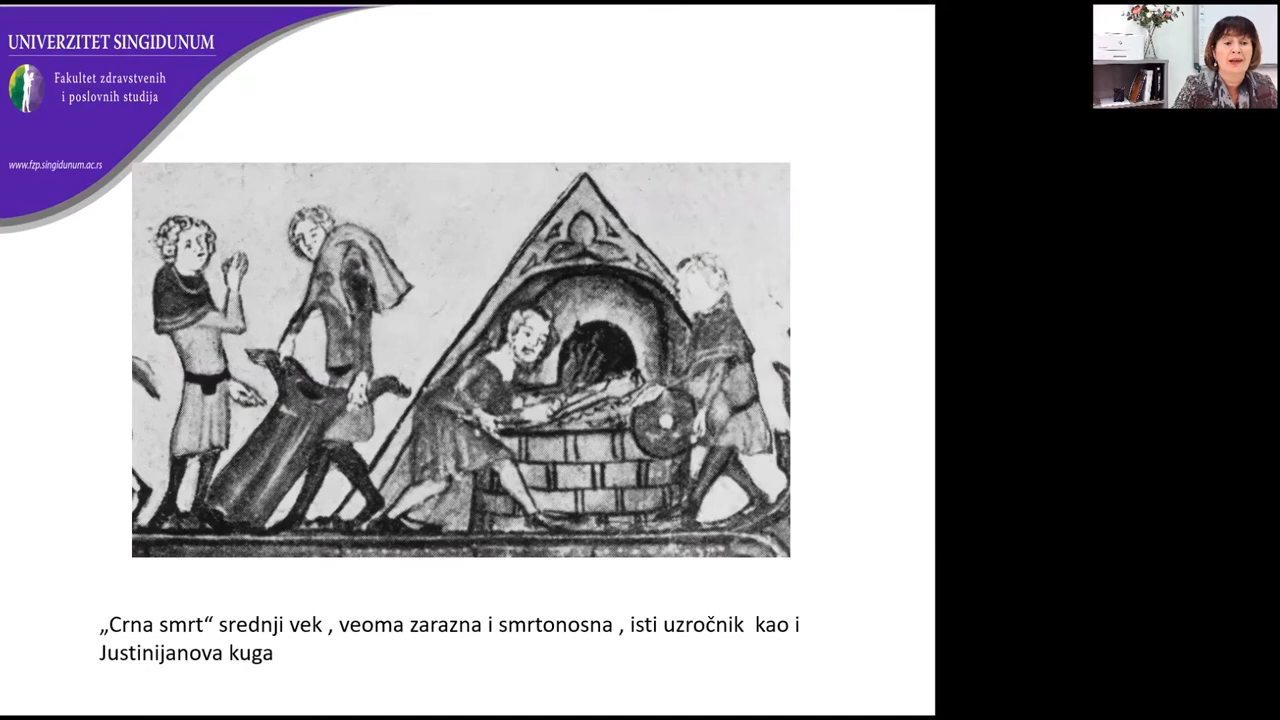 UNIVERZITET SINGIDUNUM
Fakultet zdravstvenih
i poslovnih studija
www.fzp.singidunum.ac.rs
„Crna smrt“ srednji vek , veoma zarazna i smrtonosna , isti uzročnik kao i
Justinijanova kuga